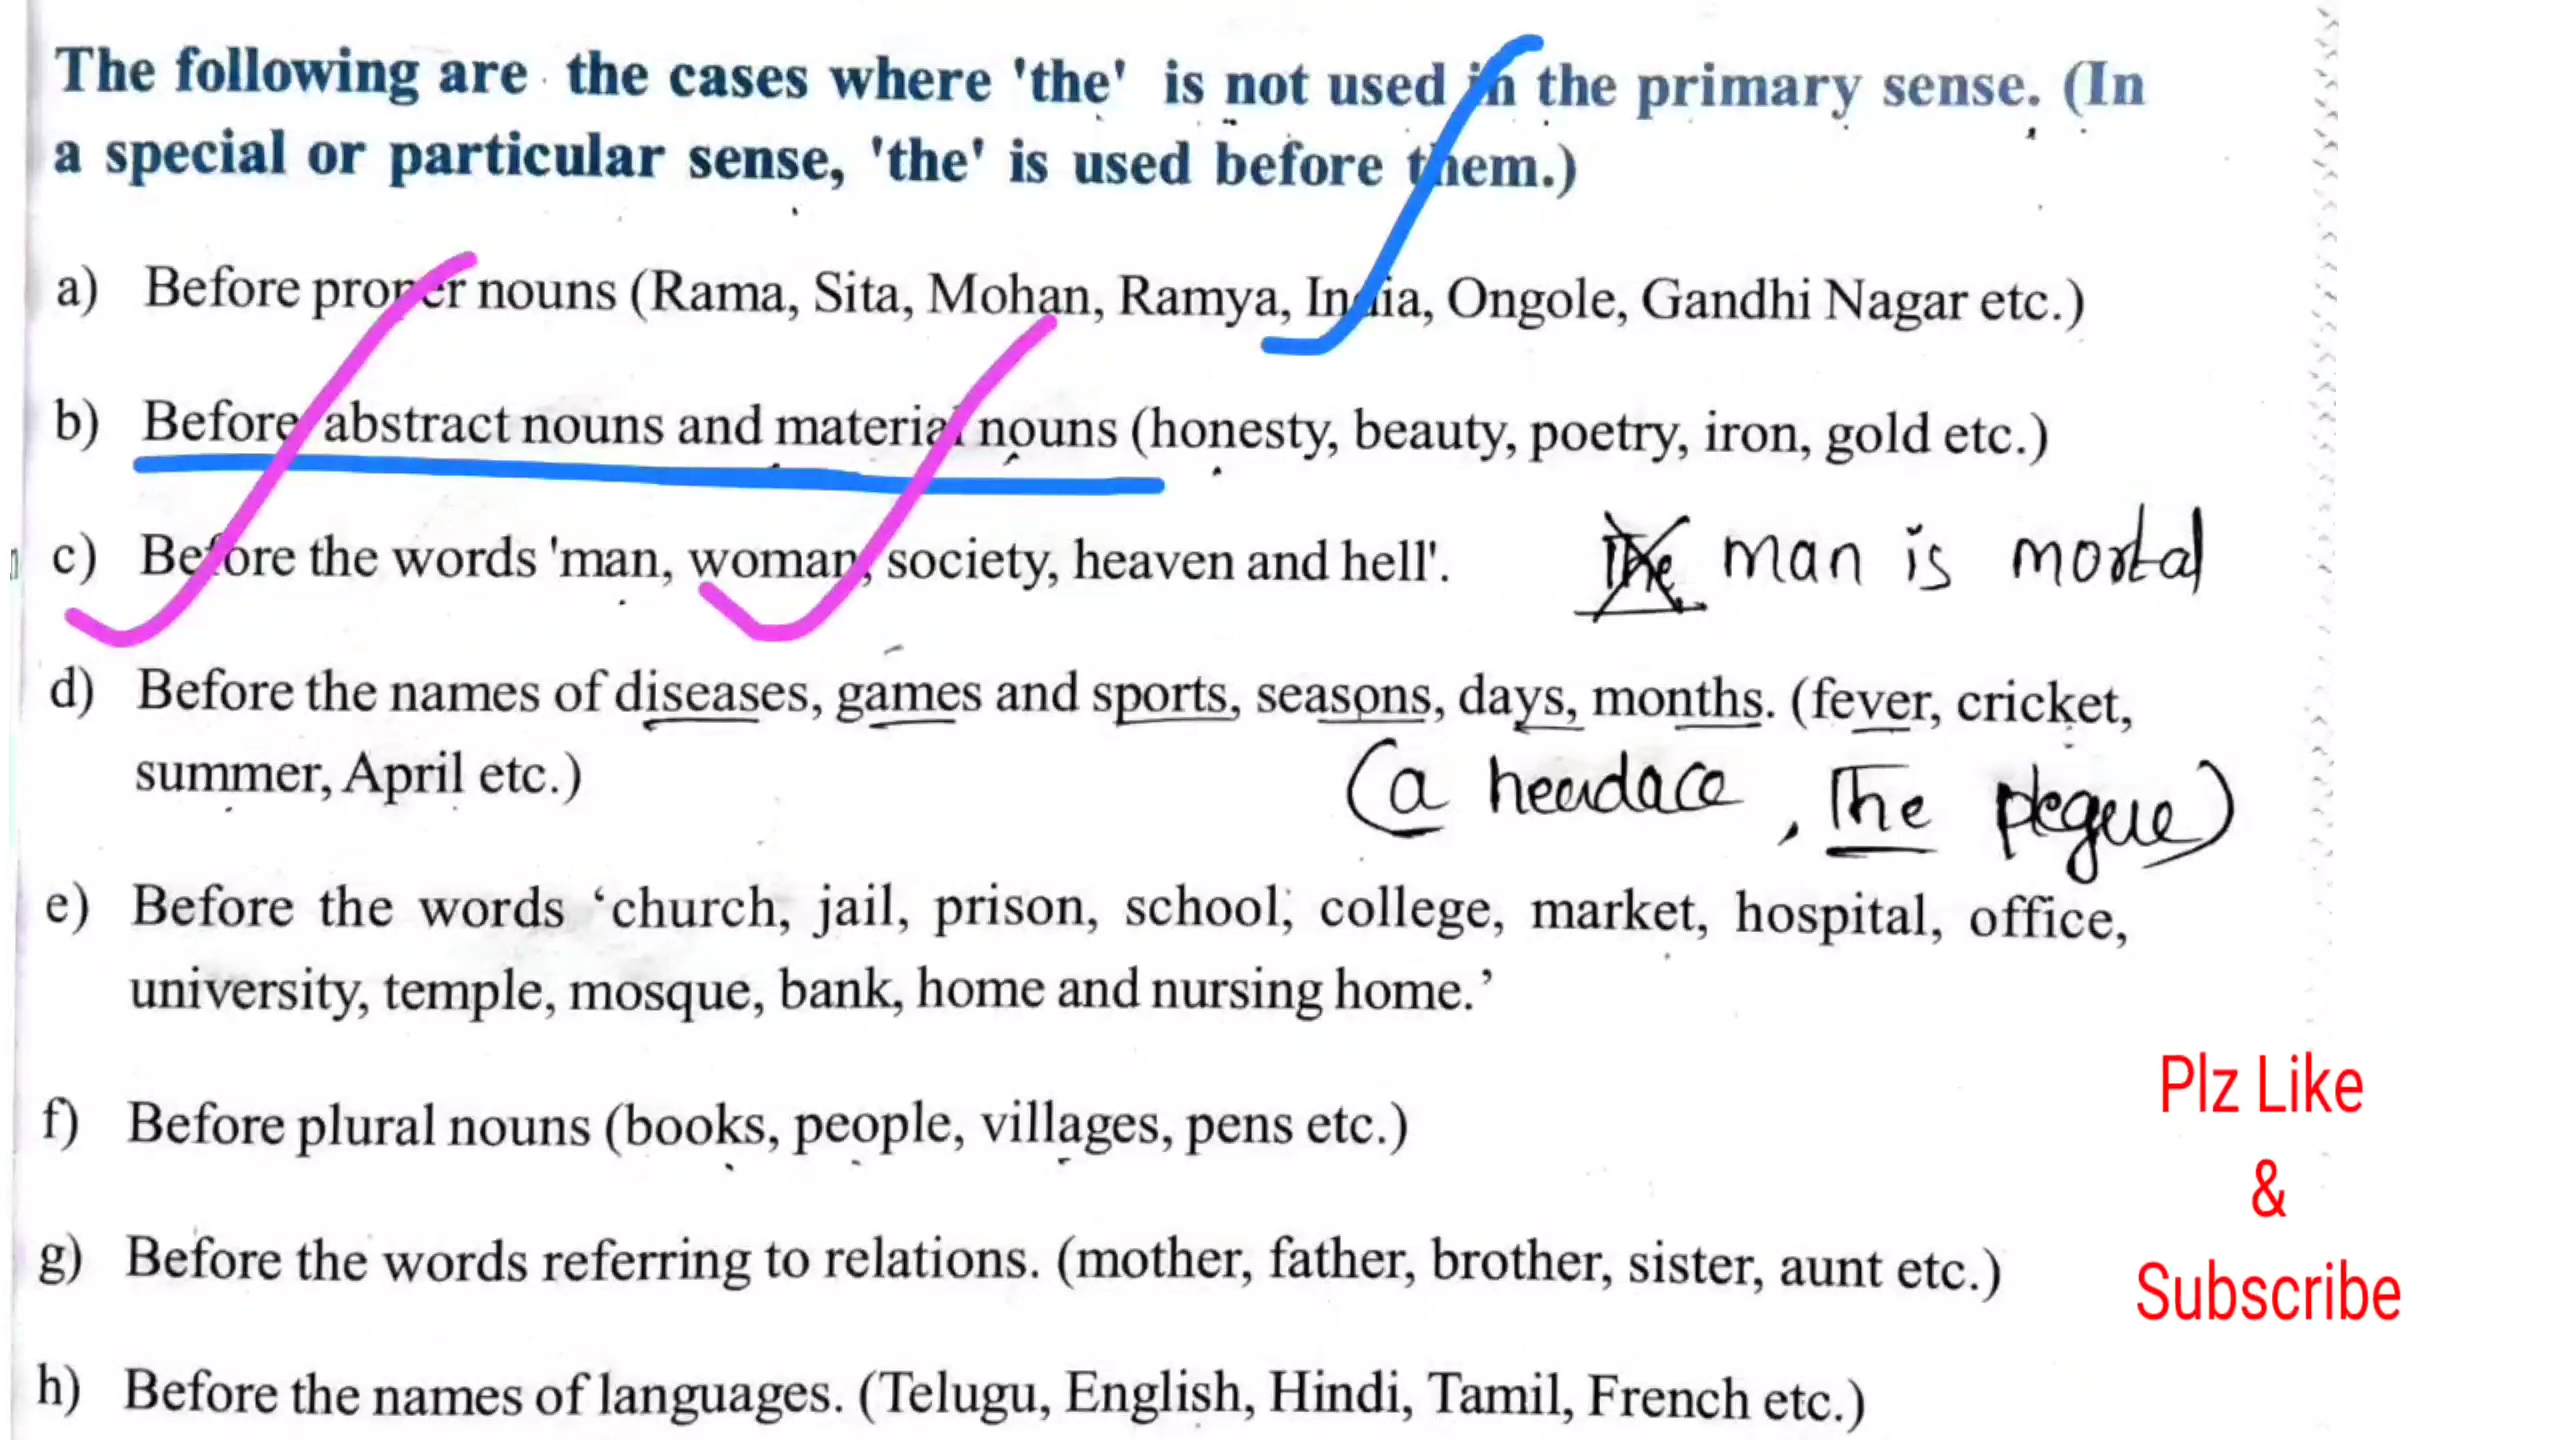 The following are the cases where 'the' is not used in the primary sense. (In
a special or particular sense, 'the' is used before them.)
a) Before proper nouns (Rama, Sita, Mohan, Ramya, India, Ongole, Gandhi Nagar etc.)
b) Before abstract nouns and material nouns (honesty, beauty, poetry, iron, gold etc.)
c) Before the words 'man, woman, society, heaven and hell'. The man is mortal
d) Before the names of diseases, games and sports, seasons, days, months. (fever, cricket,
summer, April etc.) (a headace, The plegue)
e) Before the words ‘church, jail, prison, school, college, market, hospital, office,
university, temple, mosque, bank, home and nursing home.’
f) Before plural nouns (books, people, villages, pens etc.)
g) Before the words referring to relations. (mother, father, brother, sister, aunt etc.)
h) Before the names of languages. (Telugu, English, Hindi, Tamil, French etc.)
Plz Like
&
Subscribe